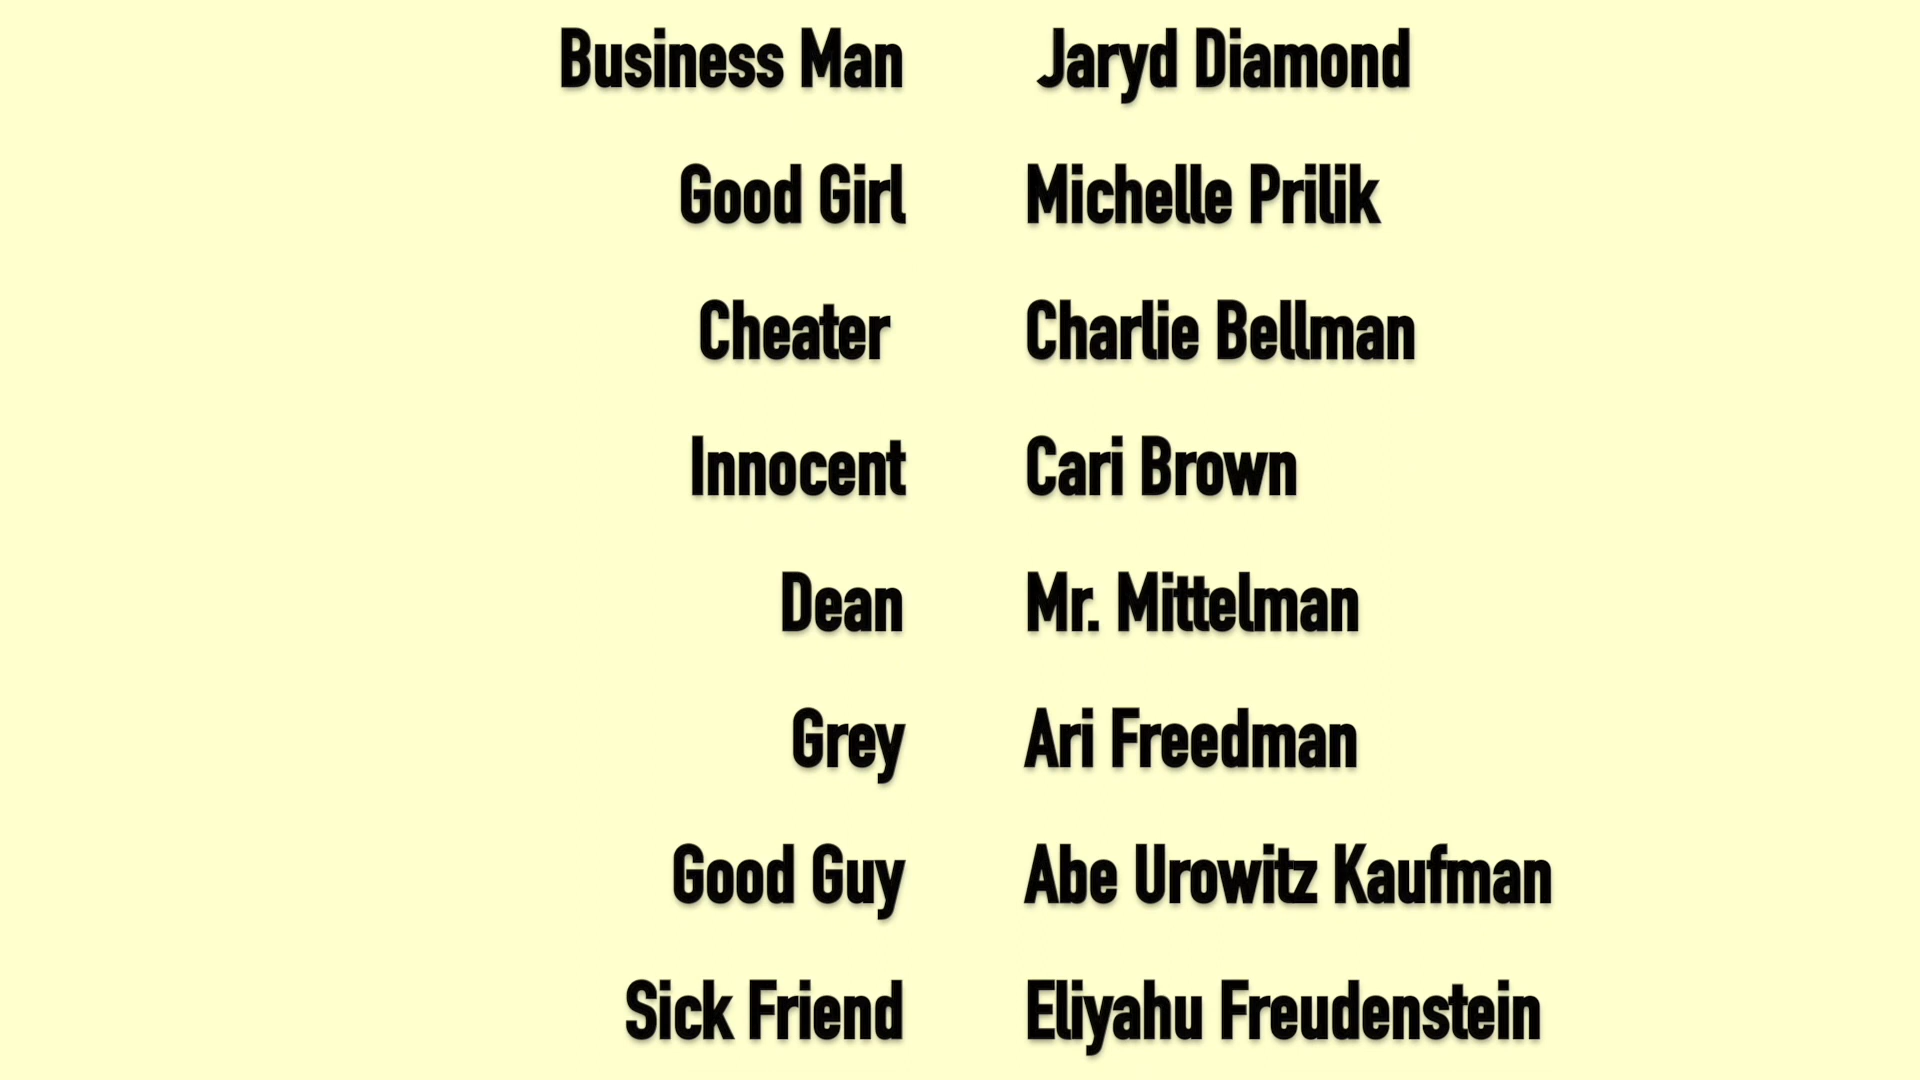 Business Man Jaryd Diamond
Good Girl Michelle Prilik
Cheater Charlie Bellman
Innocent Cari Brown
Dean Mr. Mittelman
Grey Ari Freedman
Good Guy Abe Urowitz Kaufman
Sick Friend Eliyahu Freudenstein